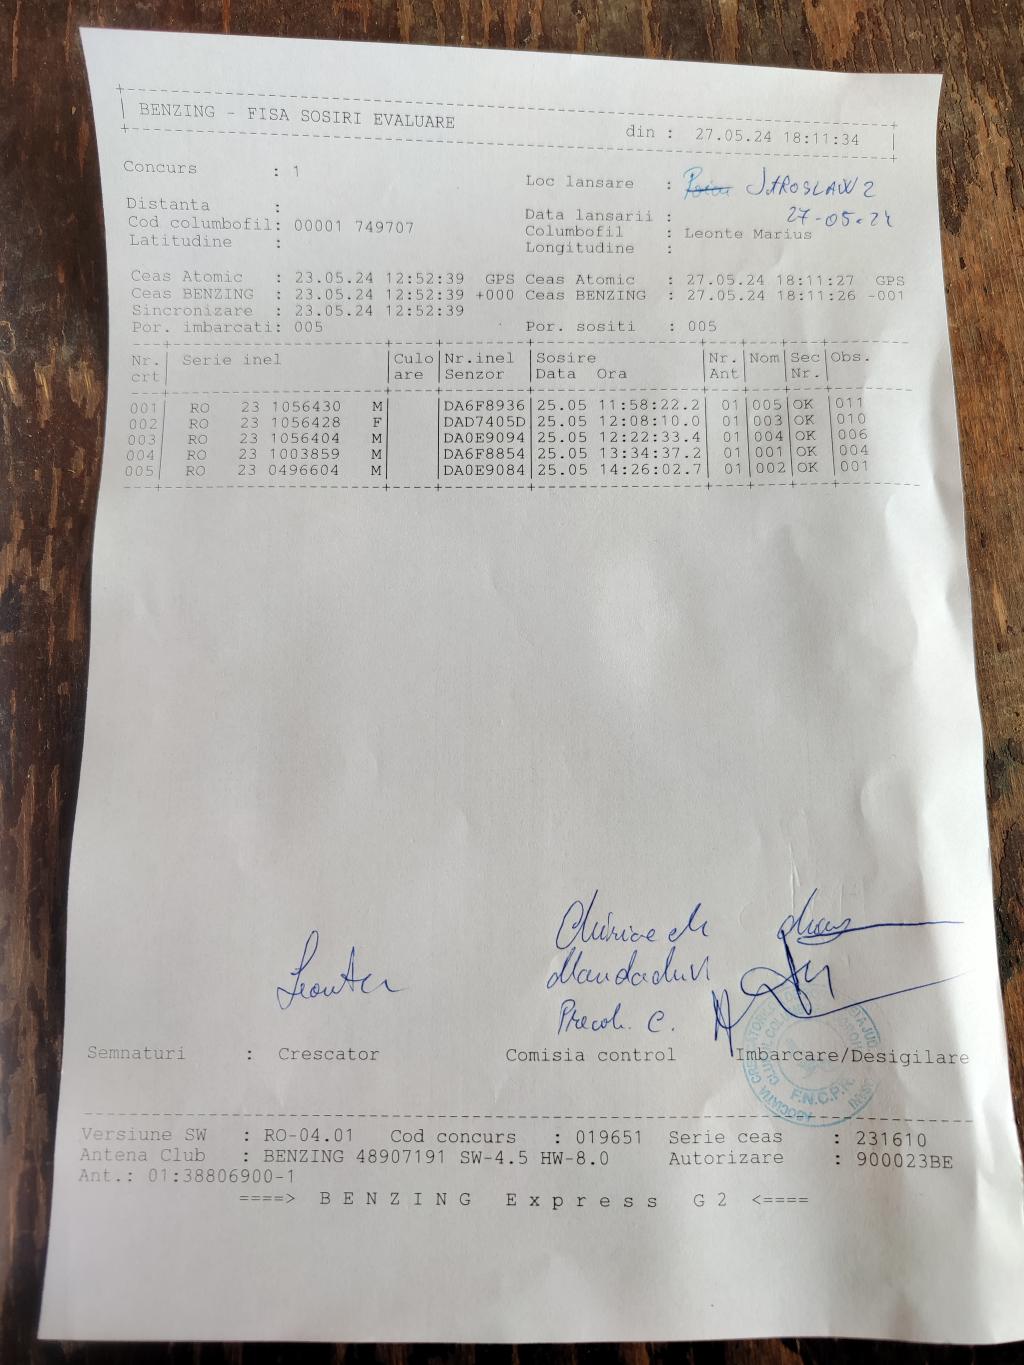 BENZING - FISA SOSIRI EVALUARE din : 27.05.24 18:11:34
Concurs : 1 Loc lansare : JAROSLAW 2
Distanta : Data lansarii : 27-05-24
Cod columbofil: 00001 749707 Columbofil : Leonte Marius
Latitudine : Longitudine :
Ceas Atomic : 23.05.24 12:52:39 GPS Ceas Atomic : 27.05.24 18:11:27 GPS
Ceas BENZING : 23.05.24 12:52:39 +000 Ceas BENZING : 27.05.24 18:11:26 -001
Sincronizare : 23.05.24 12:52:39
Por. imbarcati: 005 Por. sositi : 005
Nr. Serie inel Culo Nr.inel Sosire Nr. Nom Sec Obs.
crt are Senzor Data Ora Ant Nr.
001 RO 23 1056430 M DA6F8936 25.05 11:58:22.2 01 005 OK 011
002 RO 23 1056428 F DAD7405D 25.05 12:08:10.0 01 003 OK 010
003 RO 23 1056404 M DA0E9094 25.05 12:22:33.4 01 004 OK 006
004 RO 23 1003859 M DA6F8854 25.05 13:34:37.2 01 001 OK 004
005 RO 23 0496604 M DA0E9084 25.05 14:26:02.7 01 002 OK 001
Semnaturi : Crescator Comisia control Imbarcare/Desigilare
F.N.C.P.R.
Versiune SW : RO-04.01 Cod concurs : 019651 Serie ceas : 231610
Antena Club : BENZING 48907191 SW-4.5 HW-8.0 Autorizare : 900023BE
Ant.: 01:38806900-1
====> B E N Z I N G E x p r e s s G 2 <====